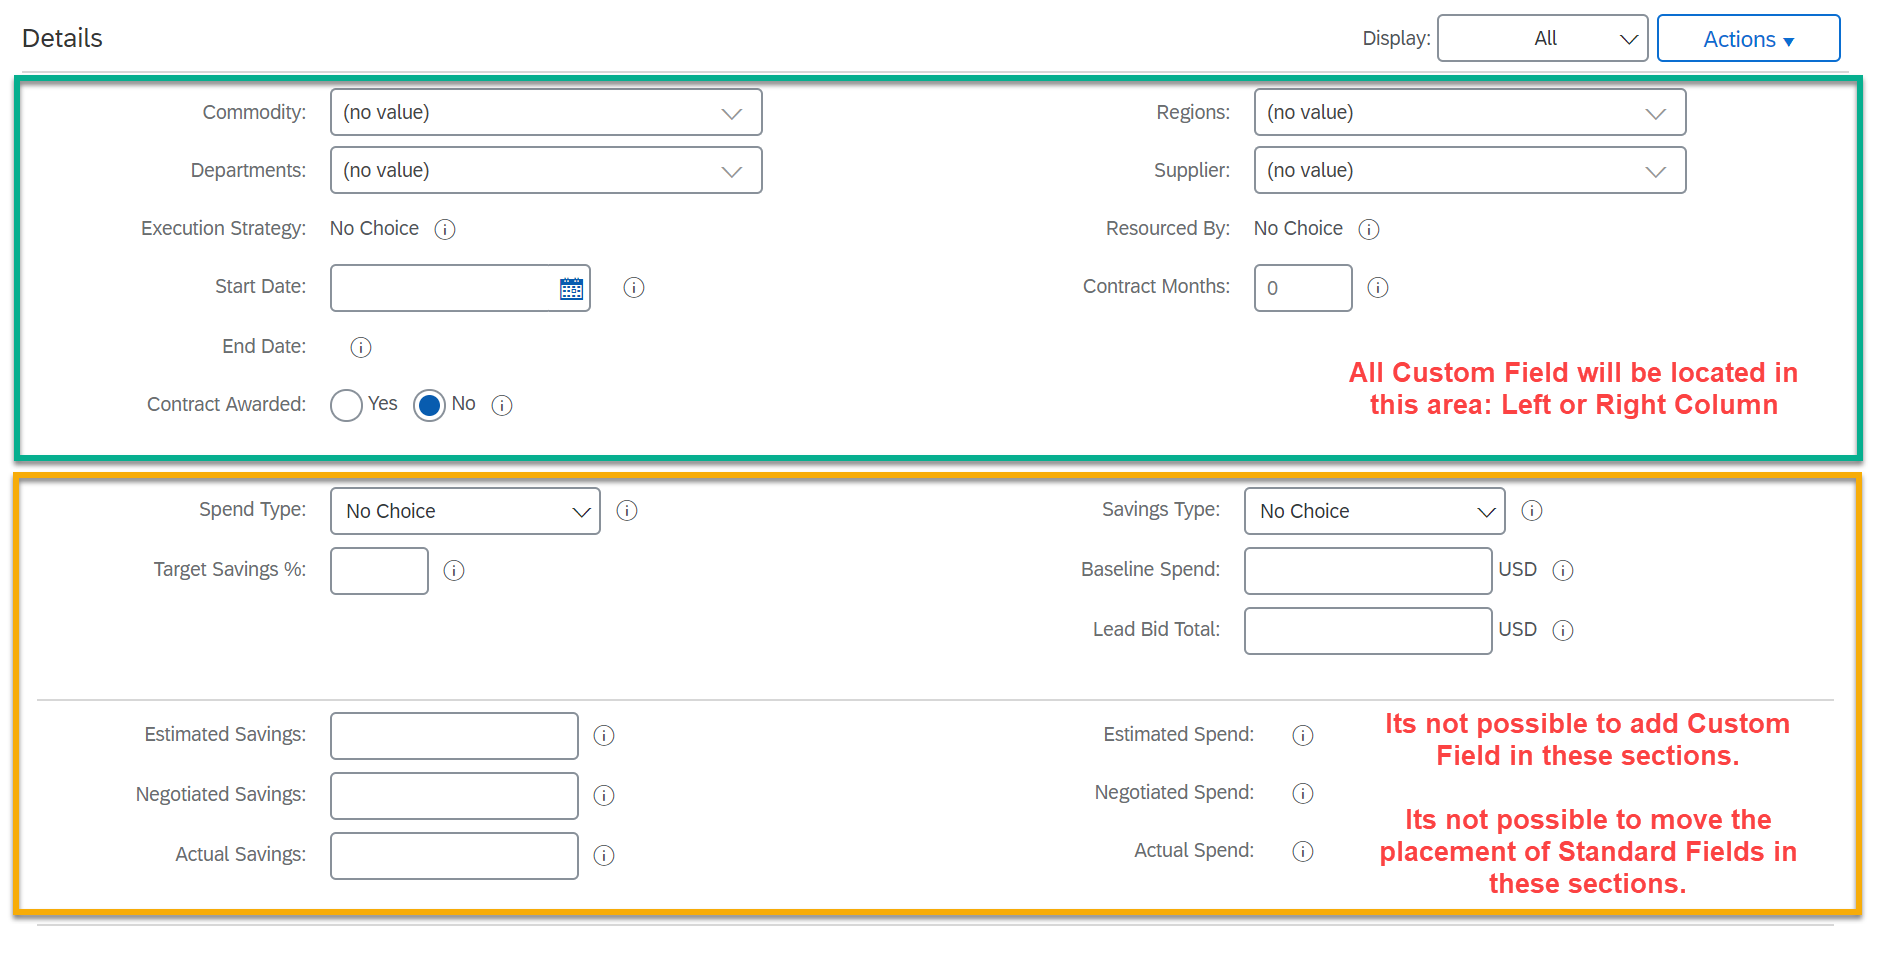 Details
Display: All Actions ▾
Commodity: (no value) Regions: (no value)
Departments: (no value) Supplier: (no value)
Execution Strategy: No Choice Resourced By: No Choice
Start Date: Contract Months: 0
End Date:
Contract Awarded: Yes No
All Custom Field will be located in
this area: Left or Right Column
Spend Type: No Choice Savings Type: No Choice
Target Savings %: Baseline Spend: USD
Lead Bid Total: USD
Estimated Savings: Estimated Spend:
Negotiated Savings: Negotiated Spend:
Actual Savings: Actual Spend:
Its not possible to add Custom
Field in these sections.
Its not possible to move the
placement of Standard Fields in
these sections.